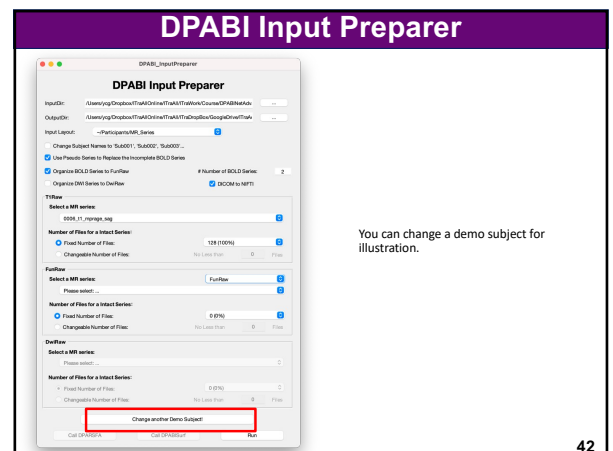 DPABI Input Preparer
DPABI_InputPreparer
DPABI Input Preparer
InputDir: /Users/ycg/Dropbox/ITraAllOnline/ITraAll/ITraWork/Course/DPABINetAdv ...
OutputDir: /Users/ycg/Dropbox/ITraAllOnline/ITraAll/ITraDropBox/GoogleDrive/ITraA ...
Input Layout: ~/Participants/MR_Series
Change Subject Names to 'Sub001', 'Sub002', 'Sub003'...
Use Pseudo Series to Replace the Incomplete BOLD Series
Organize BOLD Series to FunRaw # Number of BOLD Series: 2
Organize DWI Series to DwiRaw DICOM to NIFTI
T1Raw
Select a MR series:
0006_t1_mprage_sag
Number of Files for a Intact Series:
Fixed Number of Files: 128 (100%)
Changeable Number of Files: No Less than 0 Files
FunRaw
Select a MR series: FunRaw
Please select: ...
Number of Files for a Intact Series:
Fixed Number of Files: 0 (0%)
Changeable Number of Files: No Less than 0 Files
DwiRaw
Select a MR series:
Please select: ...
Number of Files for a Intact Series:
Fixed Number of Files: 0 (0%)
Changeable Number of Files: No Less than 0 Files
Change another Demo Subject!
Call DPARSFA Call DPABISurf Run
You can change a demo subject for
illustration.
42